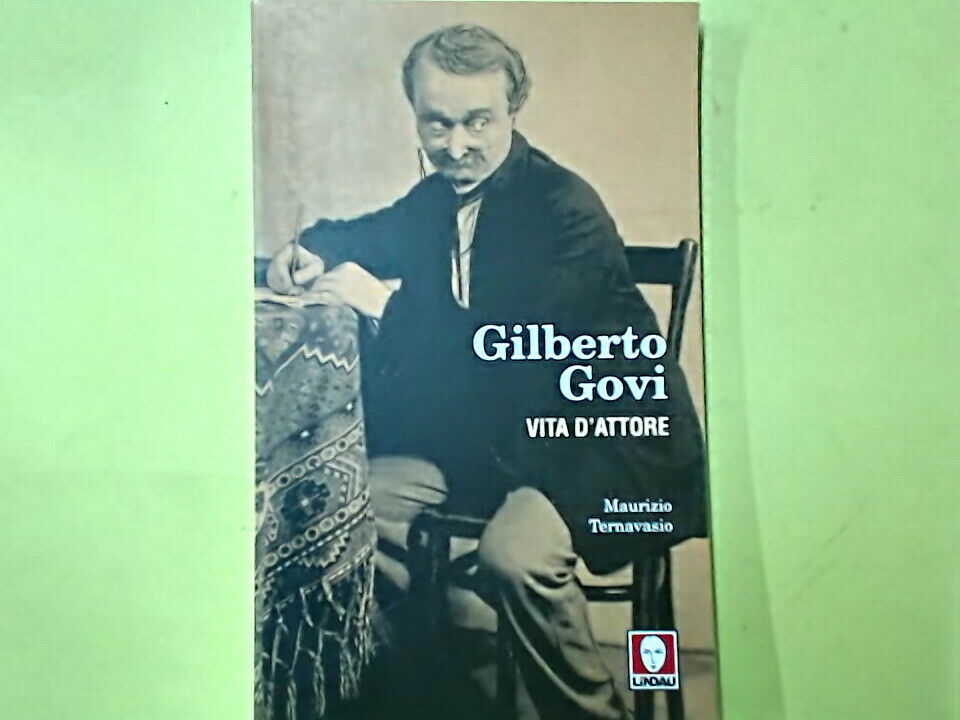 Gilberto
Govi
VITA D'ATTORE
Maurizio
Ternavasio
LiNDAU